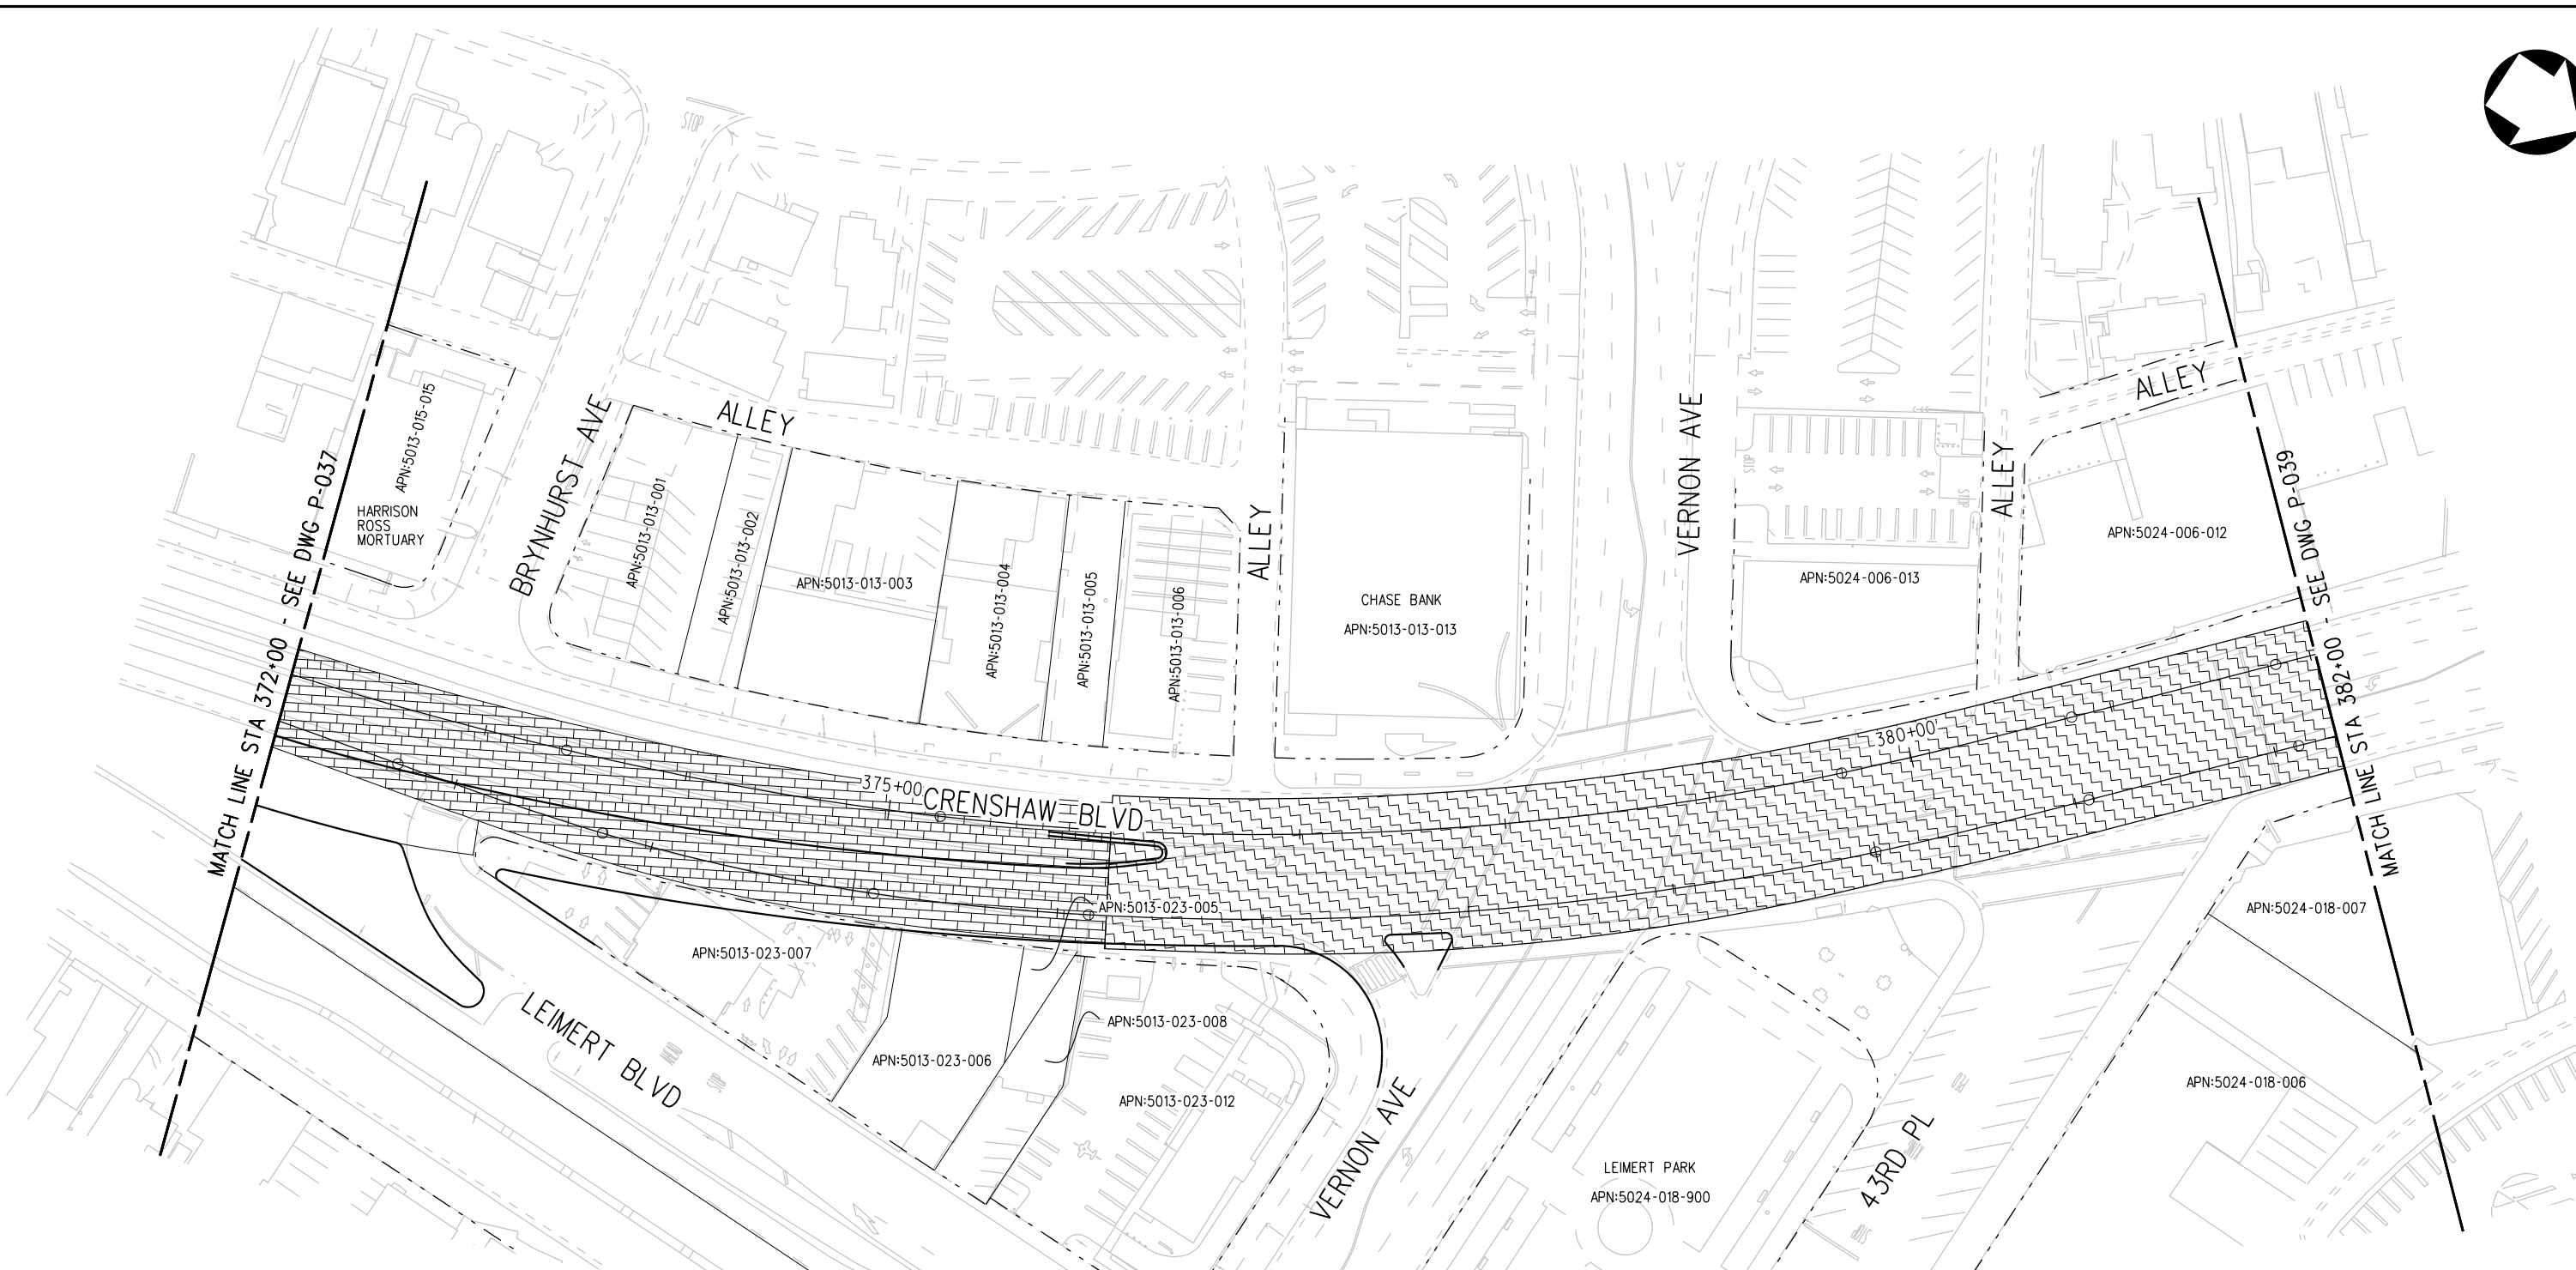 STOP
MATCH LINE STA 372+00 - SEE DWG P-037
APN:5013-015-015
HARRISON
ROSS
MORTUARY
BRYNHURST AVE
ALLEY
APN:5013-013-001
APN:5013-013-002
APN:5013-013-003
APN:5013-013-004
APN:5013-013-005
APN:5013-013-006
ALLEY
CHASE BANK
APN:5013-013-013
VERNON AVE
STOP
STOP
APN:5024-006-013
ALLEY
ALLEY
APN:5024-006-012
MATCH LINE STA 382+00 - SEE DWG P-039
375+00
CRENSHAW BLVD
380+00
APN:5013-023-005
APN:5013-023-007
APN:5013-023-008
APN:5013-023-006
APN:5013-023-012
LEIMERT BLVD
VERNON AVE
LEIMERT PARK
APN:5024-018-900
43RD PL
APN:5024-018-007
APN:5024-018-006